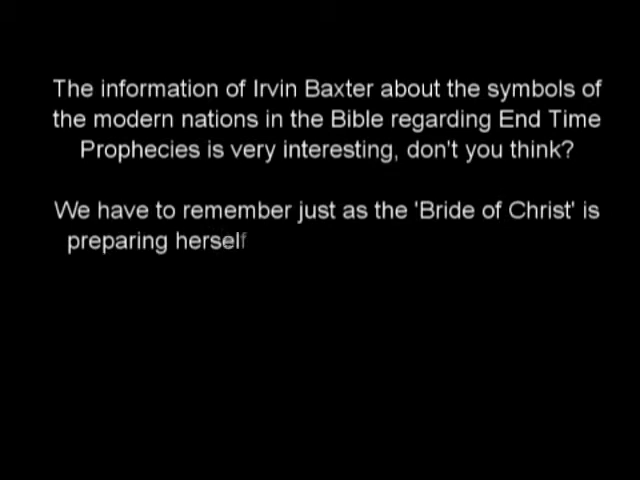 The information of Irvin Baxter about the symbols of
the modern nations in the Bible regarding End Time
Prophecies is very interesting, don't you think?
We have to remember just as the 'Bride of Christ' is
preparing herself